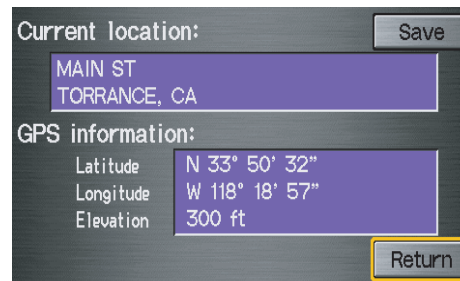 Current location:
Save
MAIN ST
TORRANCE, CA
GPS information:
Latitude N 33° 50' 32"
Longitude W 118° 18' 57"
Elevation 300 ft
Return